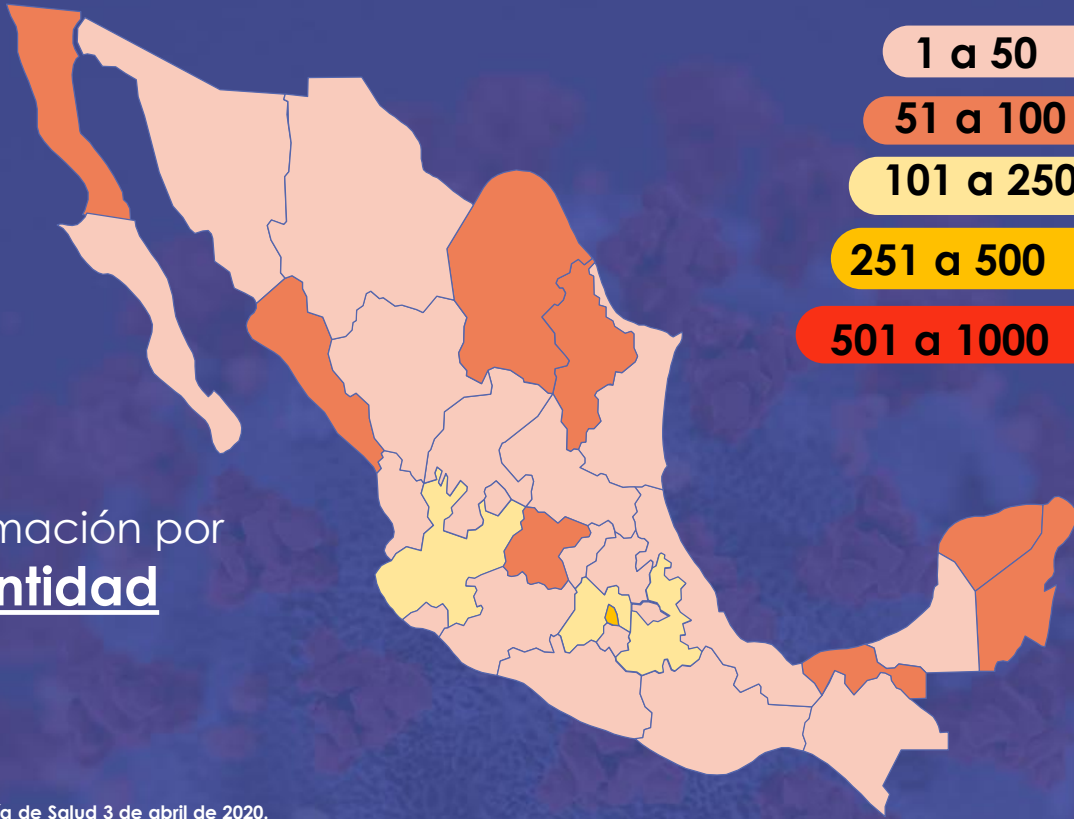 1 a 50
51 a 100
101 a 250
251 a 500
501 a 1000
mación por
ntidad
a de Salud 3 de abril de 2020.